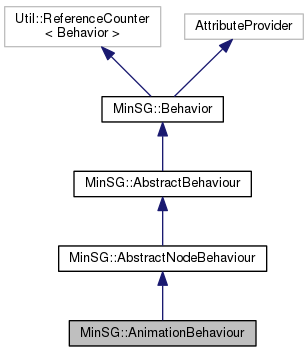 Util::ReferenceCounter
< Behavior >
AttributeProvider
MinSG::Behavior
MinSG::AbstractBehaviour
MinSG::AbstractNodeBehaviour
MinSG::AnimationBehaviour